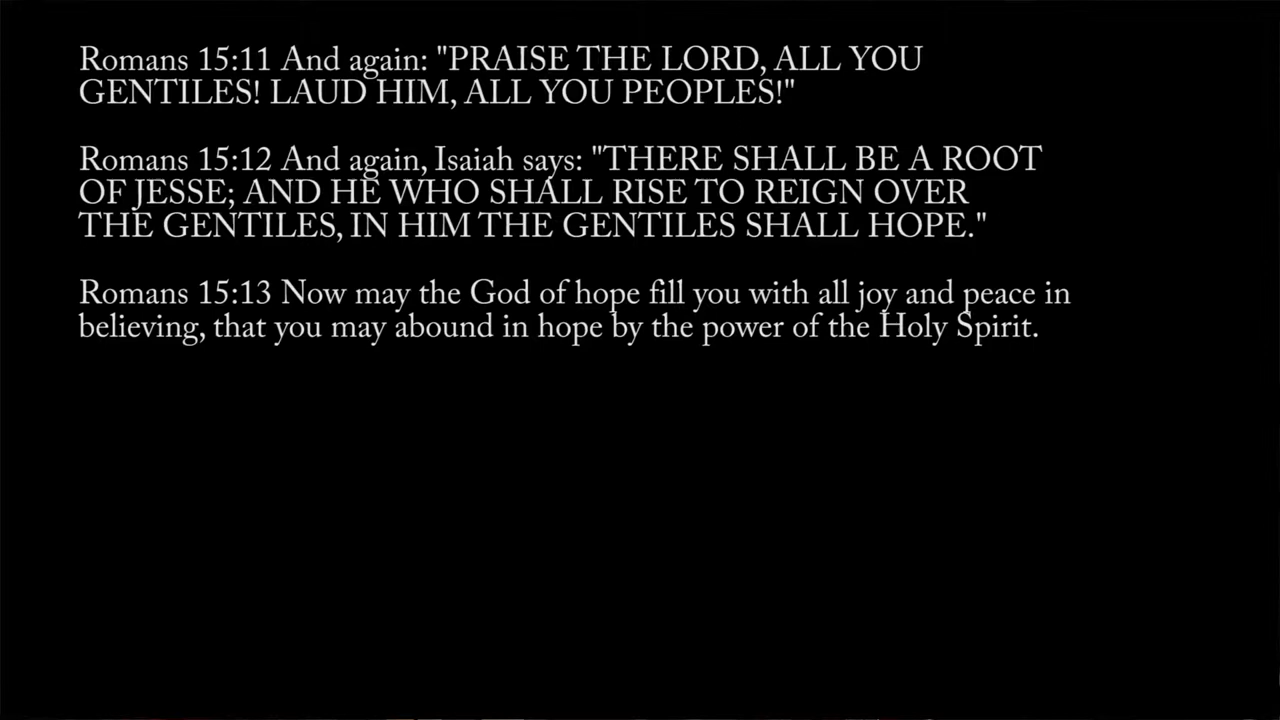 Romans 15:11 And again: "PRAISE THE LORD, ALL YOU
GENTILES! LAUD HIM, ALL YOU PEOPLES!"
Romans 15:12 And again, Isaiah says: "THERE SHALL BE A ROOT
OF JESSE; AND HE WHO SHALL RISE TO REIGN OVER
THE GENTILES, IN HIM THE GENTILES SHALL HOPE."
Romans 15:13 Now may the God of hope fill you with all joy and peace in
believing, that you may abound in hope by the power of the Holy Spirit.